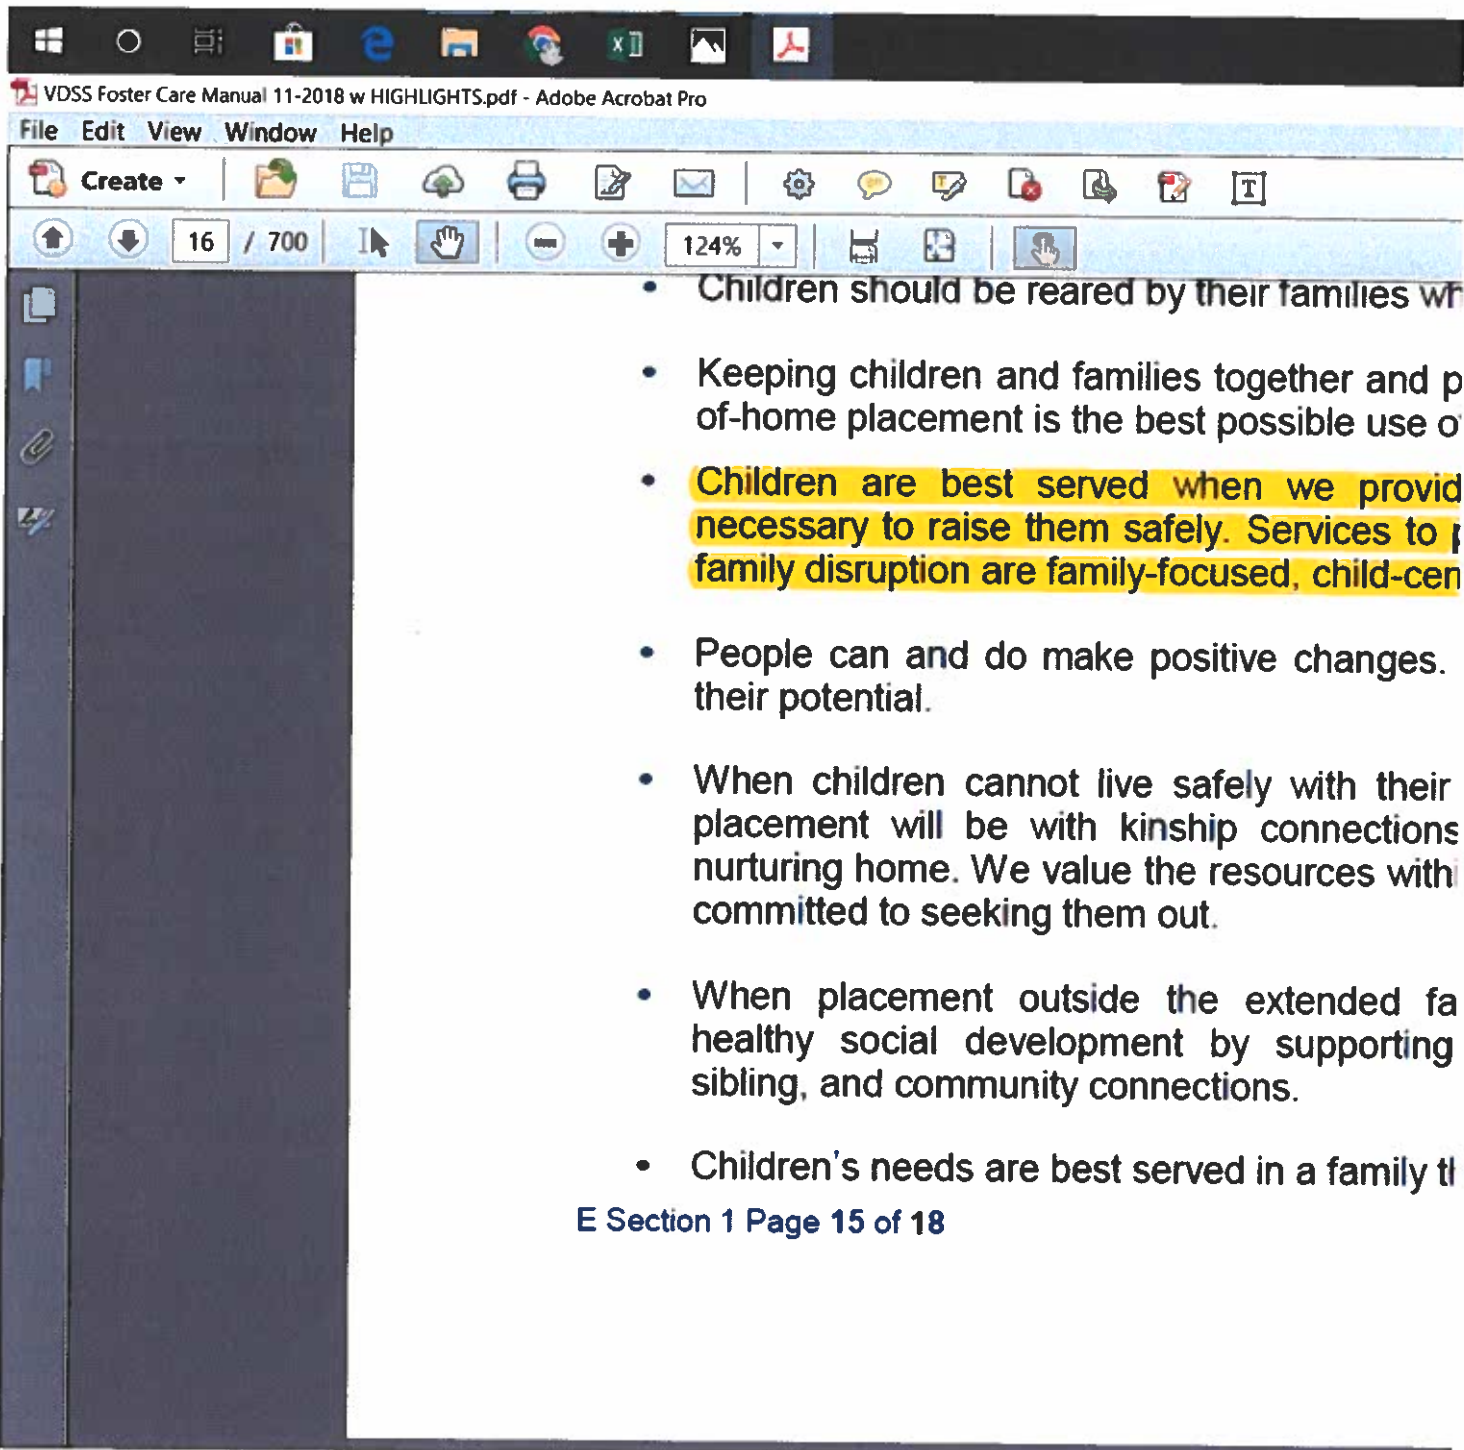 VDSS Foster Care Manual 11-2018 w HIGHLIGHTS.pdf - Adobe Acrobat Pro
File Edit View Window Help
Create
16 / 700 124%
• Children should be reared by their families
• Keeping children and families together and
of-home placement is the best possible use
• Children are best served when we
necessary to raise them safely. Services to
family disruption are family-focused,
• People can and do make positive changes.
their potential.
• When children cannot live safely with their
placement will be with kinship connections
nurturing home. We value the resources
committed to seeking them out.
• When placement outside the extended
healthy social development by supporting
sibling, and community connections.
• Children's needs are best served in a family
E Section 1 Page 15 of 18